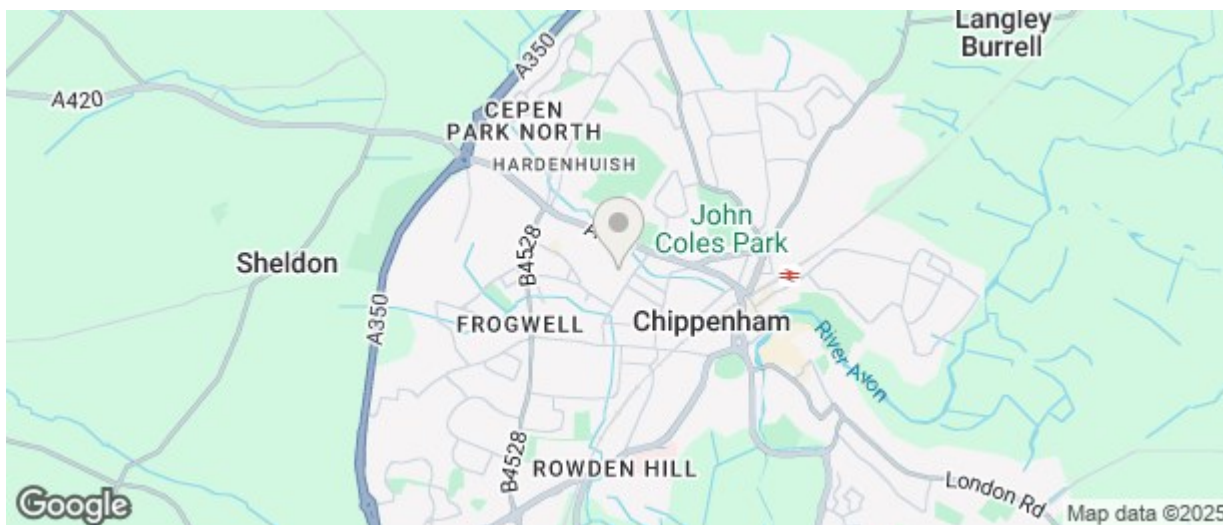 Langley
Burrell
A350
A420
CEPEN
PARK NORTH
HARDENHUISH
John
Coles Park
B4528
Sheldon
A350
FROGWELL
Chippenham
River Avon
B4528
ROWDEN HILL
London Rd
Google
Map data ©2025